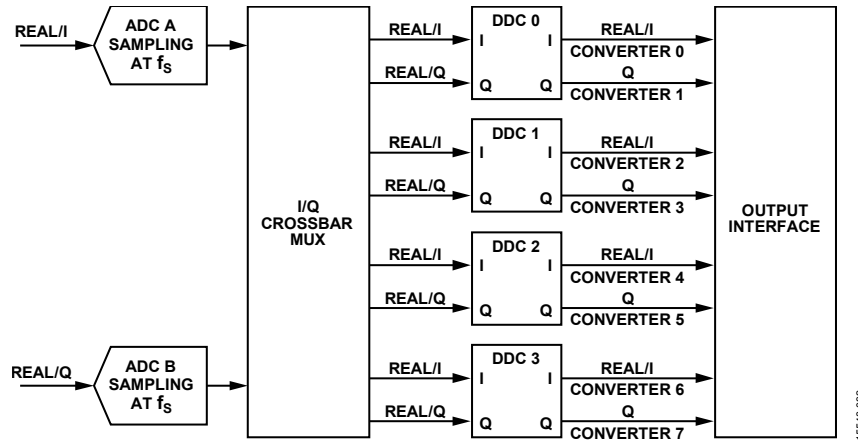 REAL/I
ADC A
SAMPLING
AT fS
REAL/Q
ADC B
SAMPLING
AT fS
I/Q
CROSSBAR
MUX
REAL/I
REAL/Q
DDC 0
I I
Q Q
REAL/I
CONVERTER 0
Q
CONVERTER 1
REAL/I
REAL/Q
DDC 1
I I
Q Q
REAL/I
CONVERTER 2
Q
CONVERTER 3
REAL/I
REAL/Q
DDC 2
I I
Q Q
REAL/I
CONVERTER 4
Q
CONVERTER 5
REAL/I
REAL/Q
DDC 3
I I
Q Q
REAL/I
CONVERTER 6
Q
CONVERTER 7
OUTPUT
INTERFACE